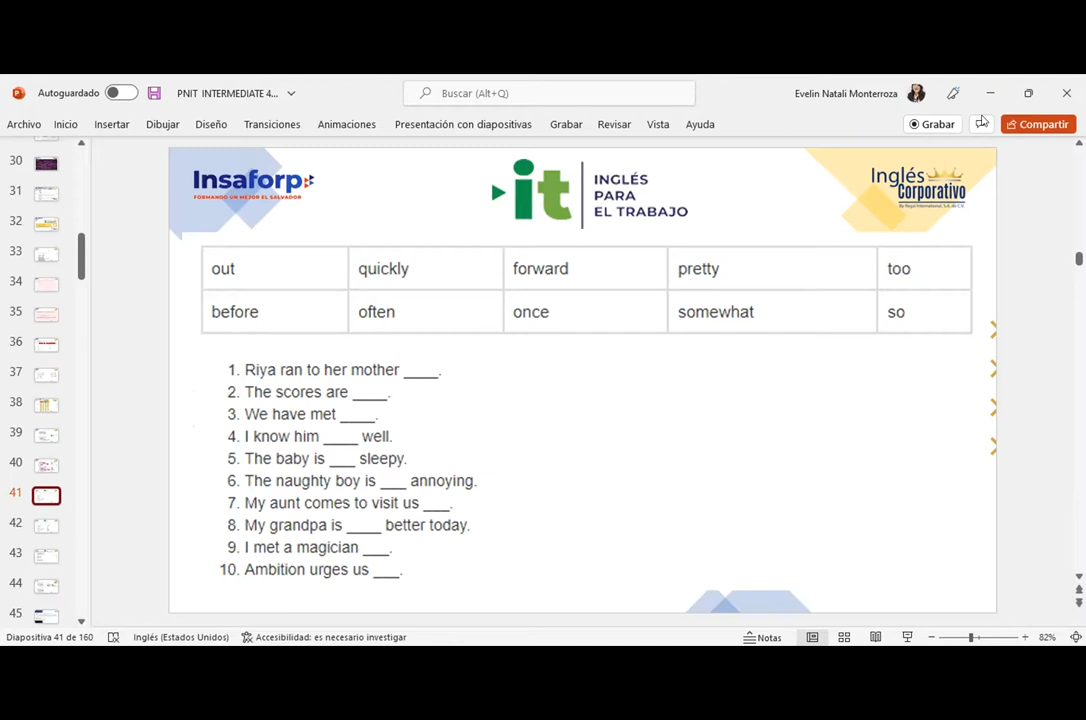 Autoguardado PNIT INTERMEDIATE 4... Buscar (Alt+Q) Evelin Natali Monterroza
Archivo Inicio Insertar Dibujar Diseño Transiciones Animaciones Presentación con diapositivas Grabar Revisar Vista Ayuda Grabar Compartir
30
31
32
33
34
35
36
37
38
39
40
41
42
43
44
45
Insaforp
FORMANDO UN MEJOR EL SALVADOR
it
INGLÉS
PARA
EL TRABAJO
Inglés
Corporativo
By Regal International, S.A. de C.V.
out quickly forward pretty too
before often once somewhat so
1. Riya ran to her mother ____.
2. The scores are ____.
3. We have met ____.
4. I know him ____ well.
5. The baby is ___ sleepy.
6. The naughty boy is ___ annoying.
7. My aunt comes to visit us ___.
8. My grandpa is ____ better today.
9. I met a magician ___.
10. Ambition urges us ___.
Diapositiva 41 de 160 Inglés (Estados Unidos) Accesibilidad: es necesario investigar Notas 82%